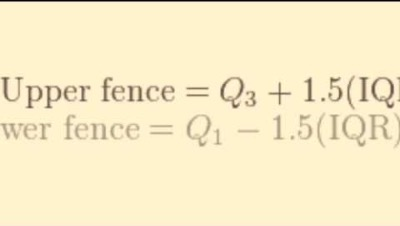 Upper fence = Q₃ + 1.5(IQ
wer fence = Q₁ − 1.5(IQR)